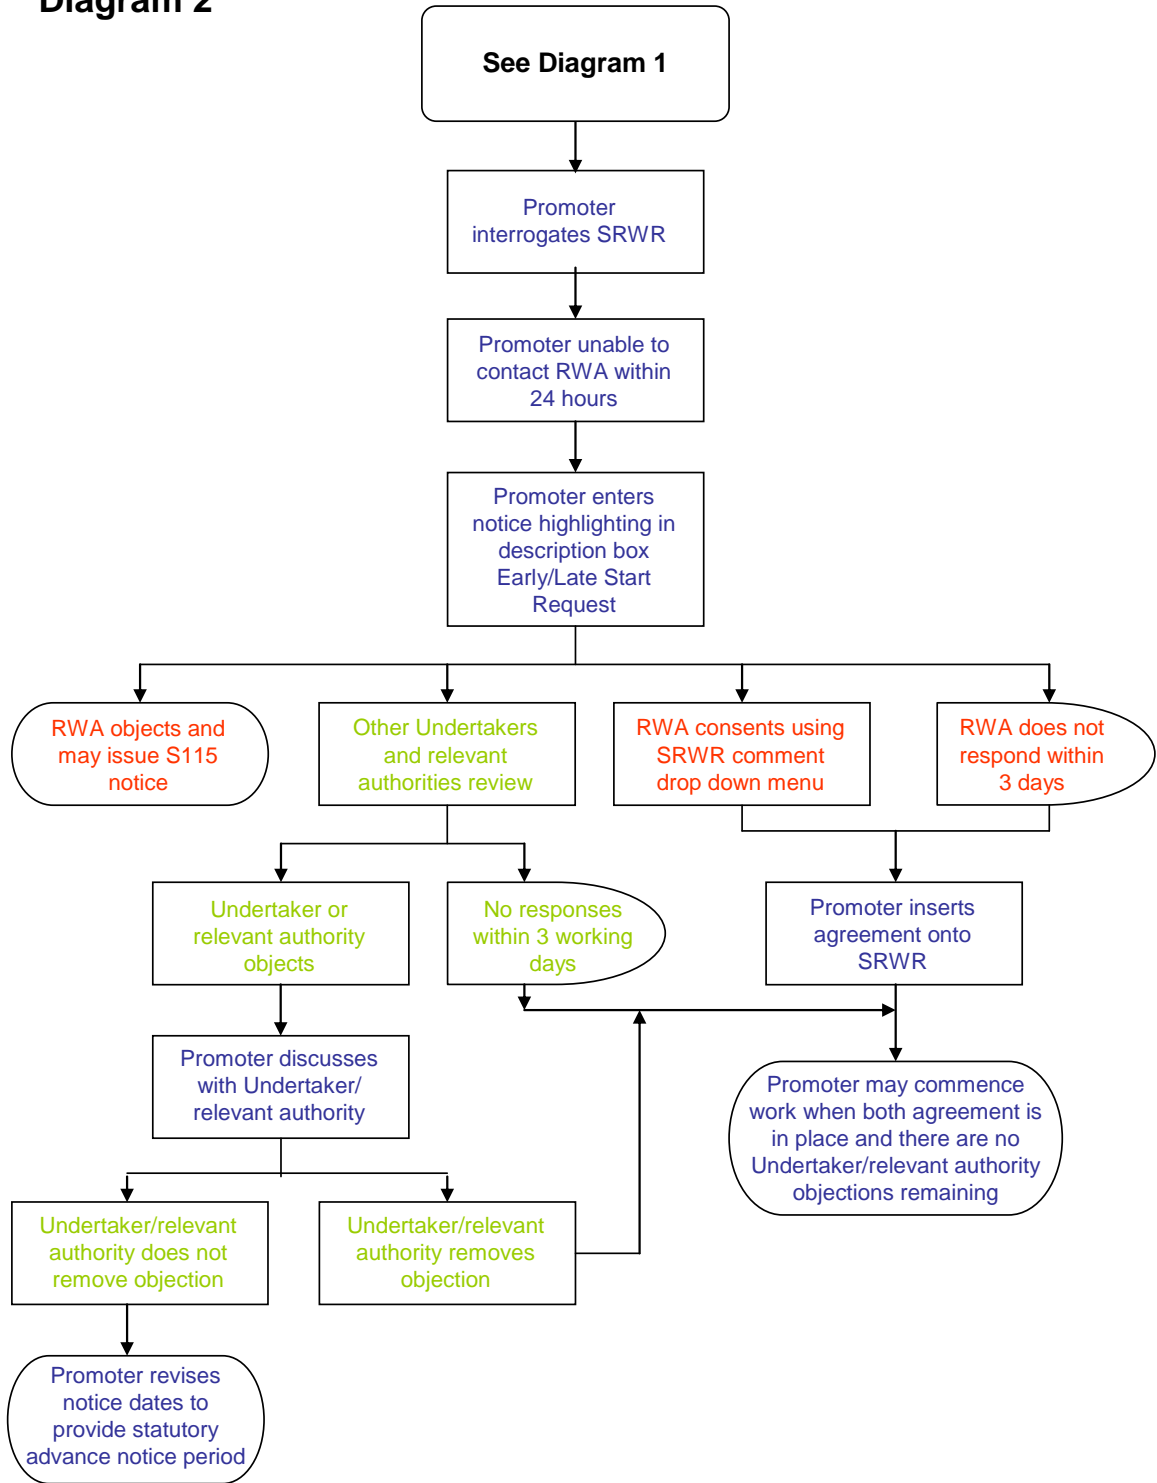 Diagram 2
See Diagram 1
Promoter
interrogates SRWR
Promoter unable to
contact RWA within
24 hours
Promoter enters
notice highlighting in
description box
Early/Late Start
Request
RWA objects and
may issue S115
notice
Other Undertakers
and relevant
authorities review
RWA consents using
SRWR comment
drop down menu
RWA does not
respond within
3 days
Undertaker or
relevant authority
objects
No responses
within 3 working
days
Promoter inserts
agreement onto
SRWR
Promoter discusses
with Undertaker/
relevant authority
Promoter may commence
work when both agreement is
in place and there are no
Undertaker/relevant authority
objections remaining
Undertaker/relevant
authority does not
remove objection
Undertaker/relevant
authority removes
objection
Promoter revises
notice dates to
provide statutory
advance notice period